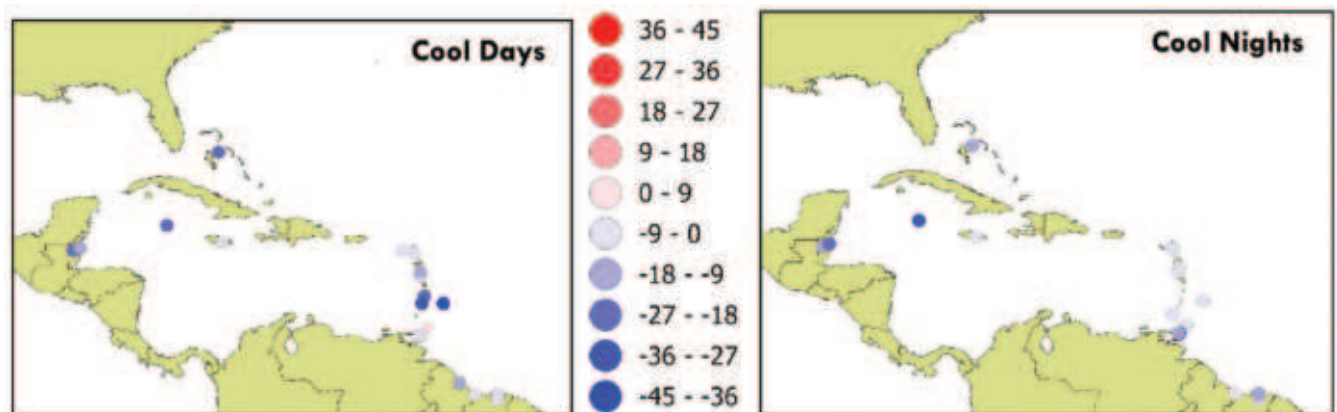 Cool Days
36 - 45
27 - 36
18 - 27
9 - 18
0 - 9
-9 - 0
-18 - -9
-27 - -18
-36 - -27
-45 - -36
Cool Nights